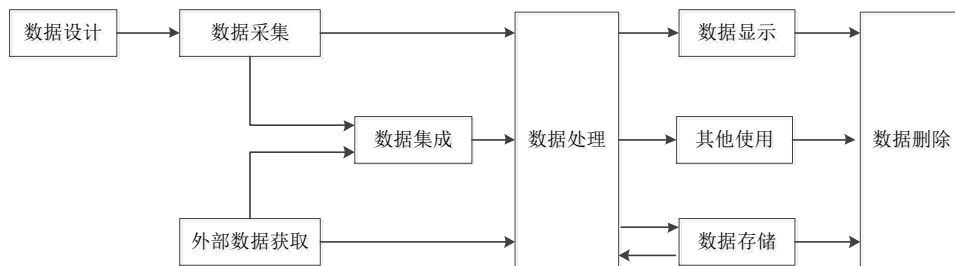 数据设计
数据采集
数据显示
数据集成
数据处理
其他使用
数据删除
外部数据获取
数据存储